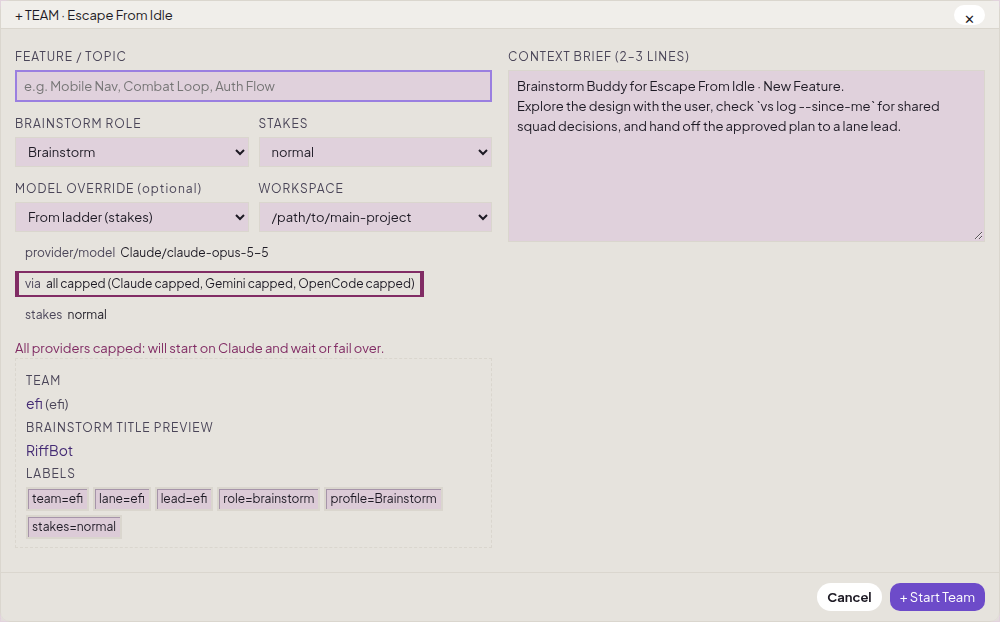 + TEAM · Escape From Idle
×
FEATURE / TOPIC
e.g. Mobile Nav, Combat Loop, Auth Flow
BRAINSTORM ROLE
STAKES
Brainstorm
normal
MODEL OVERRIDE (optional)
WORKSPACE
From ladder (stakes)
/path/to/main-project
provider/model Claude/claude-opus-5-5
via all capped (Claude capped, Gemini capped, OpenCode capped)
stakes normal
All providers capped: will start on Claude and wait or fail over.
TEAM
efi (efi)
BRAINSTORM TITLE PREVIEW
RiffBot
LABELS
team=efi lane=efi lead=efi role=brainstorm profile=Brainstorm
stakes=normal
CONTEXT BRIEF (2–3 LINES)
Brainstorm Buddy for Escape From Idle · New Feature.
Explore the design with the user, check `vs log --since-me` for shared
squad decisions, and hand off the approved plan to a lane lead.
Cancel
+ Start Team